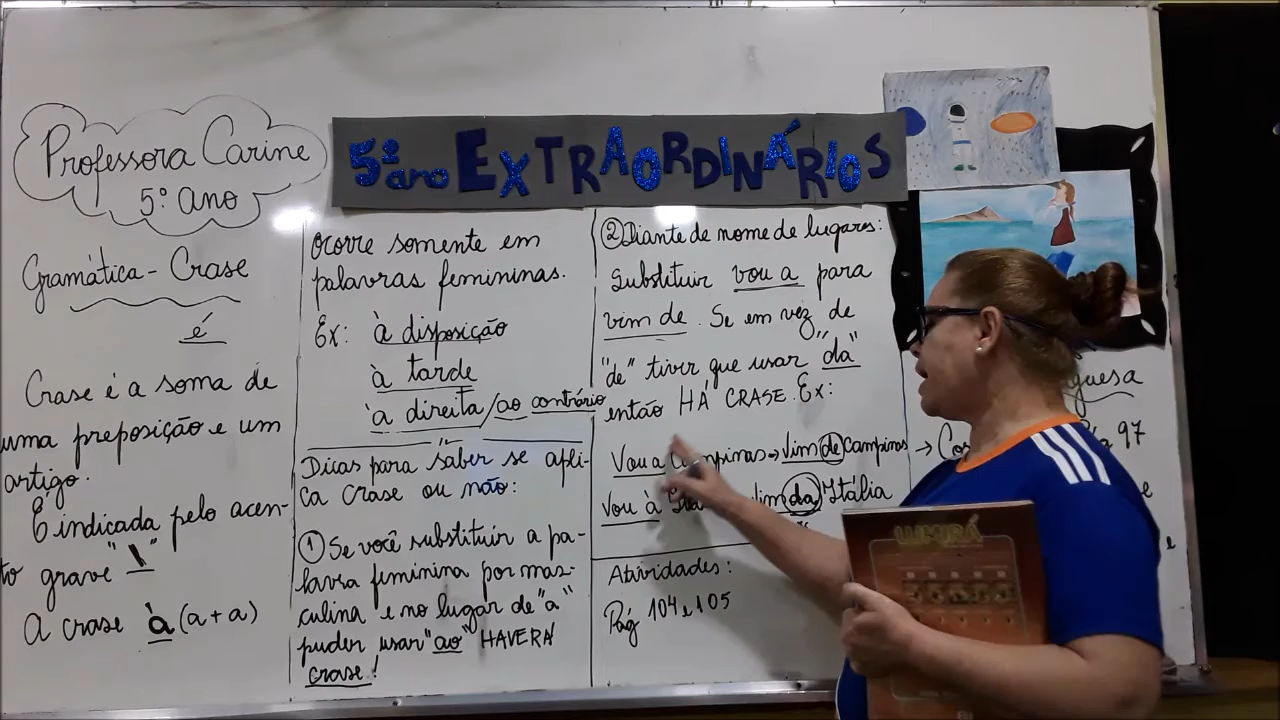 Professora Carine
5º ano
5º ano EXTRAORDINÁRIOS
Gramática - Crase
é
Crase é a soma de
uma preposição e um
artigo.
É indicada pelo acen-
to grave "\"
A crase à (a + a)
Ocorre somente em
palavras femininas.
Ex: à disposição
à tarde
à direita / ao contrário
Dicas para saber se apli-
ca crase ou não:
① Se você substituir a pa-
lavra feminina por mas-
culina e no lugar de "a"
puder usar "ao" HAVERÁ
crase!
② Diante de nome de lugares:
Substituir vou a para
vim de. Se em vez de
"de" tiver que usar "da"
então HÁ CRASE. Ex:
Vou a Campinas → Vim de Campinas
Vou à Vim da Itália
Atividades:
Pág 104 e 105
97
LUMIRÁ